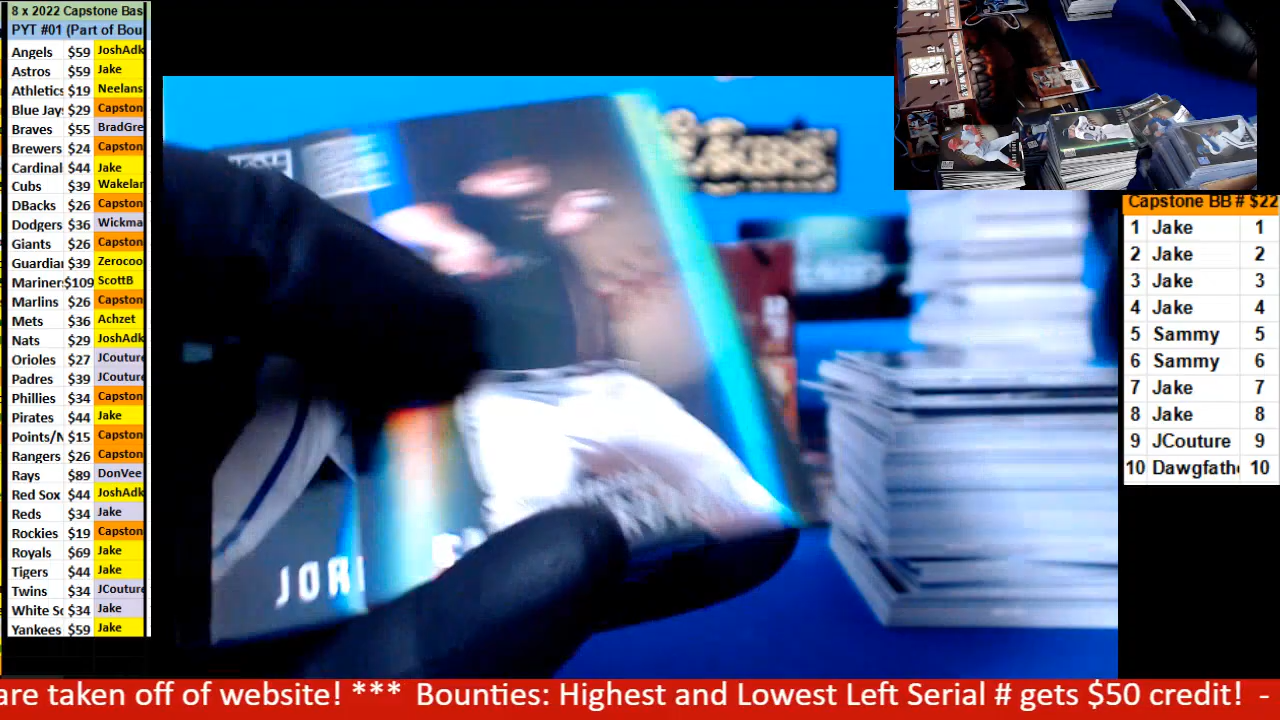 8 x 2022 Capstone Bas
PYT #01 (Part of Bou
Angels $59 JoshAdk
Astros $59 Jake
Athletics $19 Neelans
Blue Jay $29 Capston
Braves $55 BradGre
Brewers $24 Capston
Cardinal $44 Jake
Cubs $39 Wakelan
DBacks $26 Capston
Dodgers $36 Wickma
Giants $26 Capston
Guardian $39 Zerocoo
Mariner $109 ScottB
Marlins $26 Capston
Mets $36 Achzet
Nats $29 JoshAdk
Orioles $27 JCouture
Padres $39 JCouture
Phillies $34 Capston
Pirates $44 Jake
Points/N $15 Capston
Rangers $26 Capston
Rays $89 DonVee
Red Sox $44 JoshAdk
Reds $34 Jake
Rockies $19 Capston
Royals $69 Jake
Tigers $44 Jake
Twins $34 JCouture
White So $34 Jake
Yankees $59 Jake
JORI
Capstone BB # $22
1 Jake 1
2 Jake 2
3 Jake 3
4 Jake 4
5 Sammy 5
6 Sammy 6
7 Jake 7
8 Jake 8
9 JCouture 9
10 Dawgfath 10
are taken off of website! *** Bounties: Highest and Lowest Left Serial # gets $50 credit! -